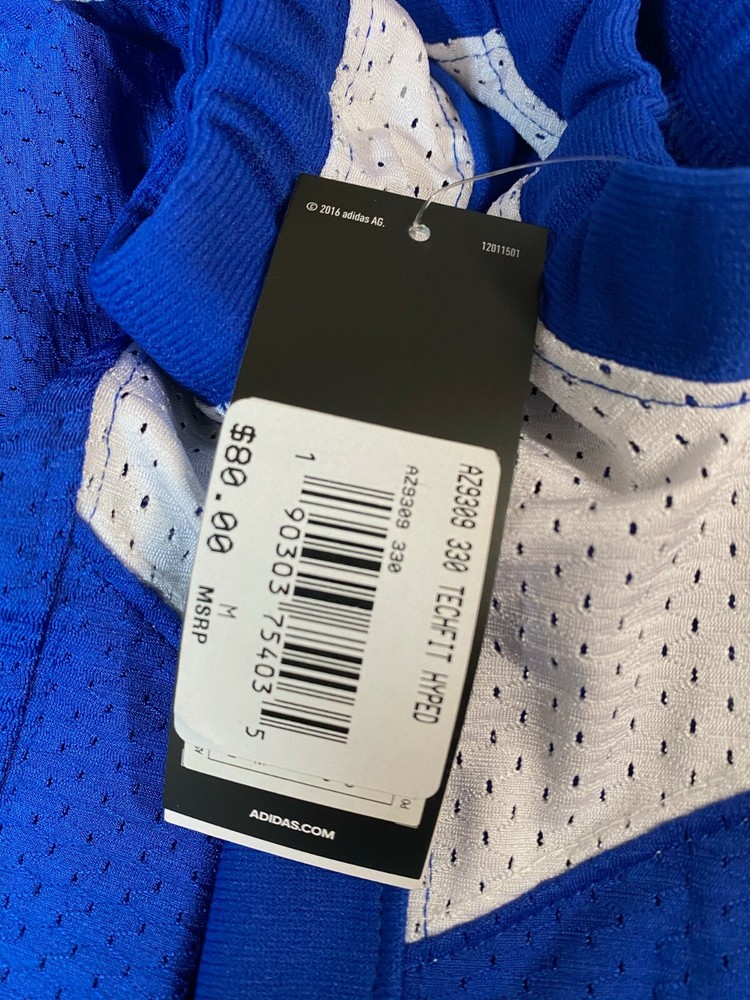 © 2016 adidas AG.
12011501
AZ9309 330 TECHFIT HYPED
AZ9309 330
1 90303 75403 5
M
$80.00 MSRP
ADIDAS.COM